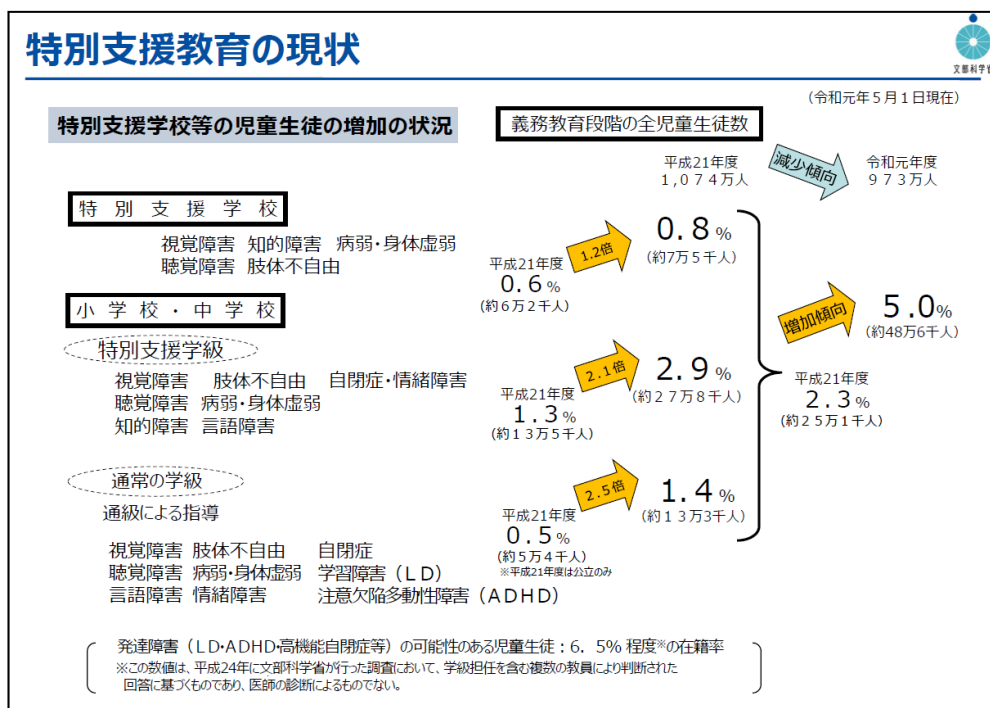 特別支援教育の現状
文部科学省
（令和元年５月１日現在）
特別支援学校等の児童生徒の増加の状況
義務教育段階の全児童生徒数
平成21年度
１,０７４万人
減少傾向
令和元年度
９７３万人
特 別 支 援 学 校
視覚障害 知的障害 病弱・身体虚弱
聴覚障害 肢体不自由
平成21年度
０.６％
（約６万２千人）
1.2倍
０.８％
（約7万５千人）
小 学 校 ・ 中 学 校
特別支援学級
視覚障害 肢体不自由 自閉症・情緒障害
聴覚障害 病弱・身体虚弱
知的障害 言語障害
平成21年度
１.３％
（約１３万５千人）
2.1倍
２.９％
（約２７万８千人）
増加傾向
５.０％
（約48万６千人）
平成２１年度
２.３％
（約２５万１千人）
通常の学級
通級による指導
視覚障害 肢体不自由 自閉症
聴覚障害 病弱・身体虚弱 学習障害（ＬＤ）
言語障害 情緒障害 注意欠陥多動性障害（ＡＤＨＤ）
平成21年度
０.５％
（約５万４千人）
※平成21年度は公立のみ
2.5倍
１.４％
（約１３万３千人）
発達障害（ＬＤ・ＡＤＨＤ・高機能自閉症等）の可能性のある児童生徒：６．５％程度※の在籍率
※この数値は、平成24年に文部科学省が行った調査において、学級担任を含む複数の教員により判断された
回答に基づくものであり、医師の診断によるものでない。